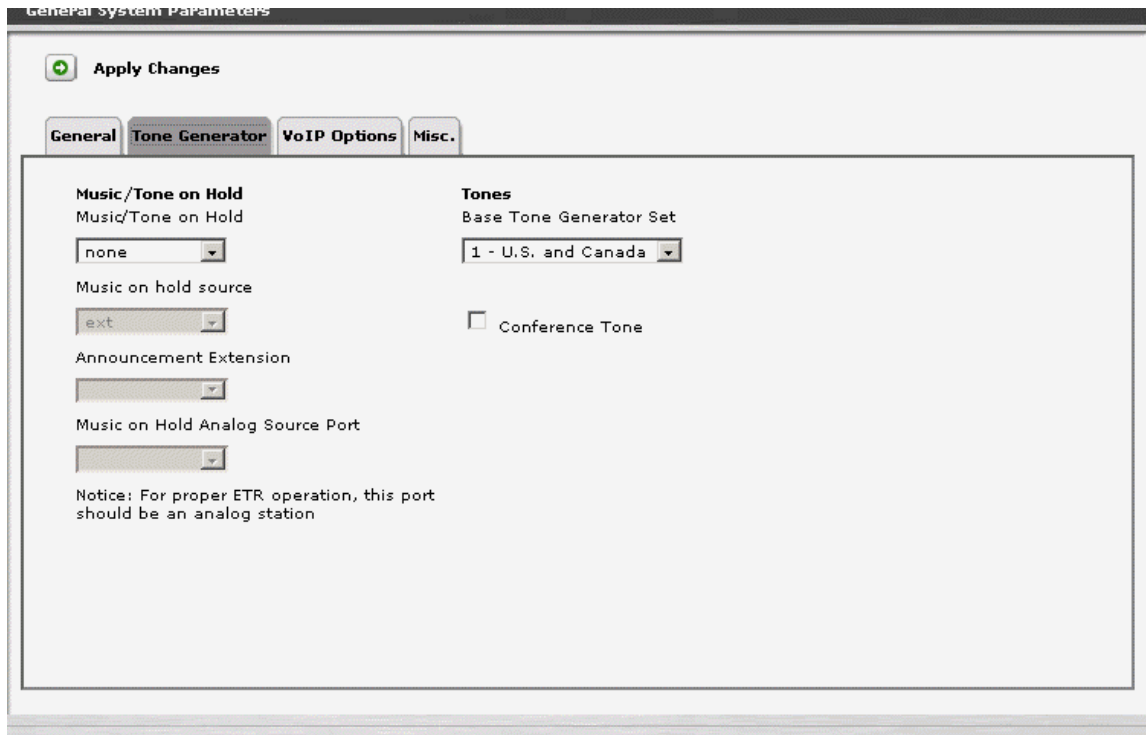 General System Parameters
Apply Changes
General
Tone Generator
VoIP Options
Misc.
Music/Tone on Hold
Music/Tone on Hold
none
Music on hold source
ext
Announcement Extension
Music on Hold Analog Source Port
Notice: For proper ETR operation, this port
should be an analog station
Tones
Base Tone Generator Set
1 - U.S. and Canada
Conference Tone